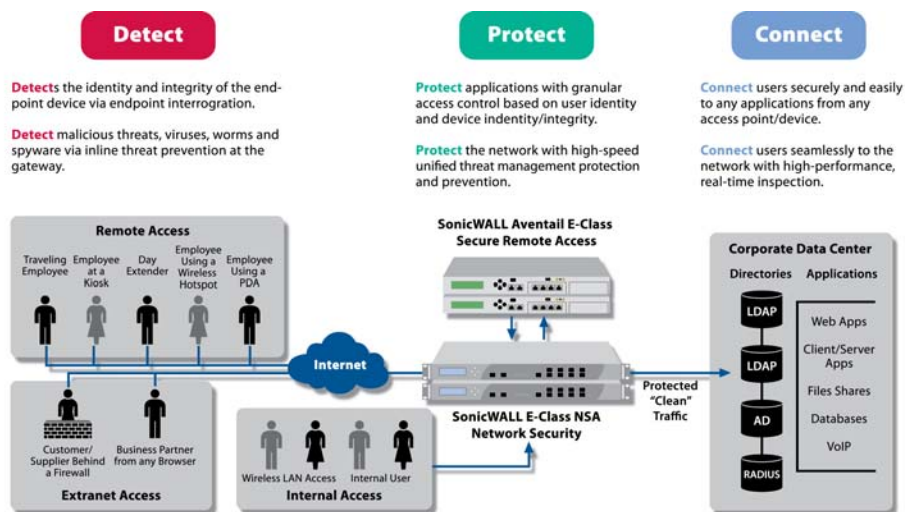 Detect
Protect
Connect
Detects the identity and integrity of the end-
point device via endpoint interrogration.
Detect malicious threats, viruses, worms and
spyware via inline threat prevention at the
gateway.
Protect applications with granular
access control based on user identity
and device indentity/integrity.
Protect the network with high-speed
unified threat management protection
and prevention.
Connect users securely and easily
to any applications from any
access point/device.
Connect users seamlessly to the
network with high-performance,
real-time inspection.
Remote Access
Traveling
Employee
Employee
at a
Kiosk
Day
Extender
Employee
Using a
Wireless
Hotspot
Employee
Using a
PDA
Internet
Customer/
Supplier Behind
a Firewall
Business Partner
from any Browser
Extranet Access
Wireless LAN Access
Internal User
Internal Access
SonicWALL Aventail E-Class
Secure Remote Access
SonicWALL E-Class NSA
Network Security
Protected
"Clean"
Traffic
Corporate Data Center
Directories
Applications
LDAP
LDAP
AD
RADIUS
Web Apps
Client/Server
Apps
Files Shares
Databases
VoIP